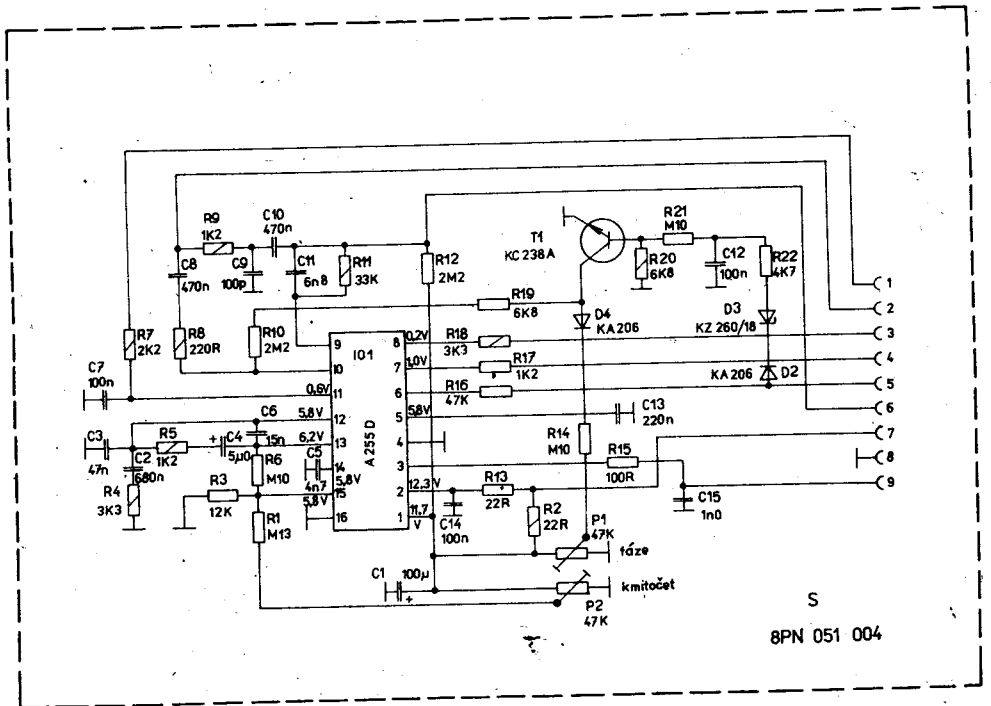 R9
1K2
C10
470n
C8
470n
C9
100p
C11
6n8
R11
33K
R12
2M2
T1
KC238A
R21
M10
R20
6K8
C12
100n
R22
4K7
R7
2K2
R8
220R
R10
2M2
R19
6K8
D4
KA206
D3
KZ 260/18
KA206
D2
C7
100n
0,6V
C3
47n
C2
680n
R4
3K3
R5
1K2
+
C4
5µ0
C6
15n
5,8V
6,2V
R6
M10
C5
4n7
5,8V
5,8V
R3
12K
R1
M13
IO1
A255D
9
10
11
12
13
14
15
16
8
7
6
5
4
3
2
1
0,2V
1,0V
5,8V
12,3V
11,7
V
R18
3K3
R17
1K2
R16
47K
C13
220n
R14
M10
R15
100R
R13
22R
R2
22R
C14
100n
C15
1n0
P1
47K
fáze
C1
100µ
+
kmitočet
P2
47K
1
2
3
4
5
6
7
8
9
S
8PN 051 004